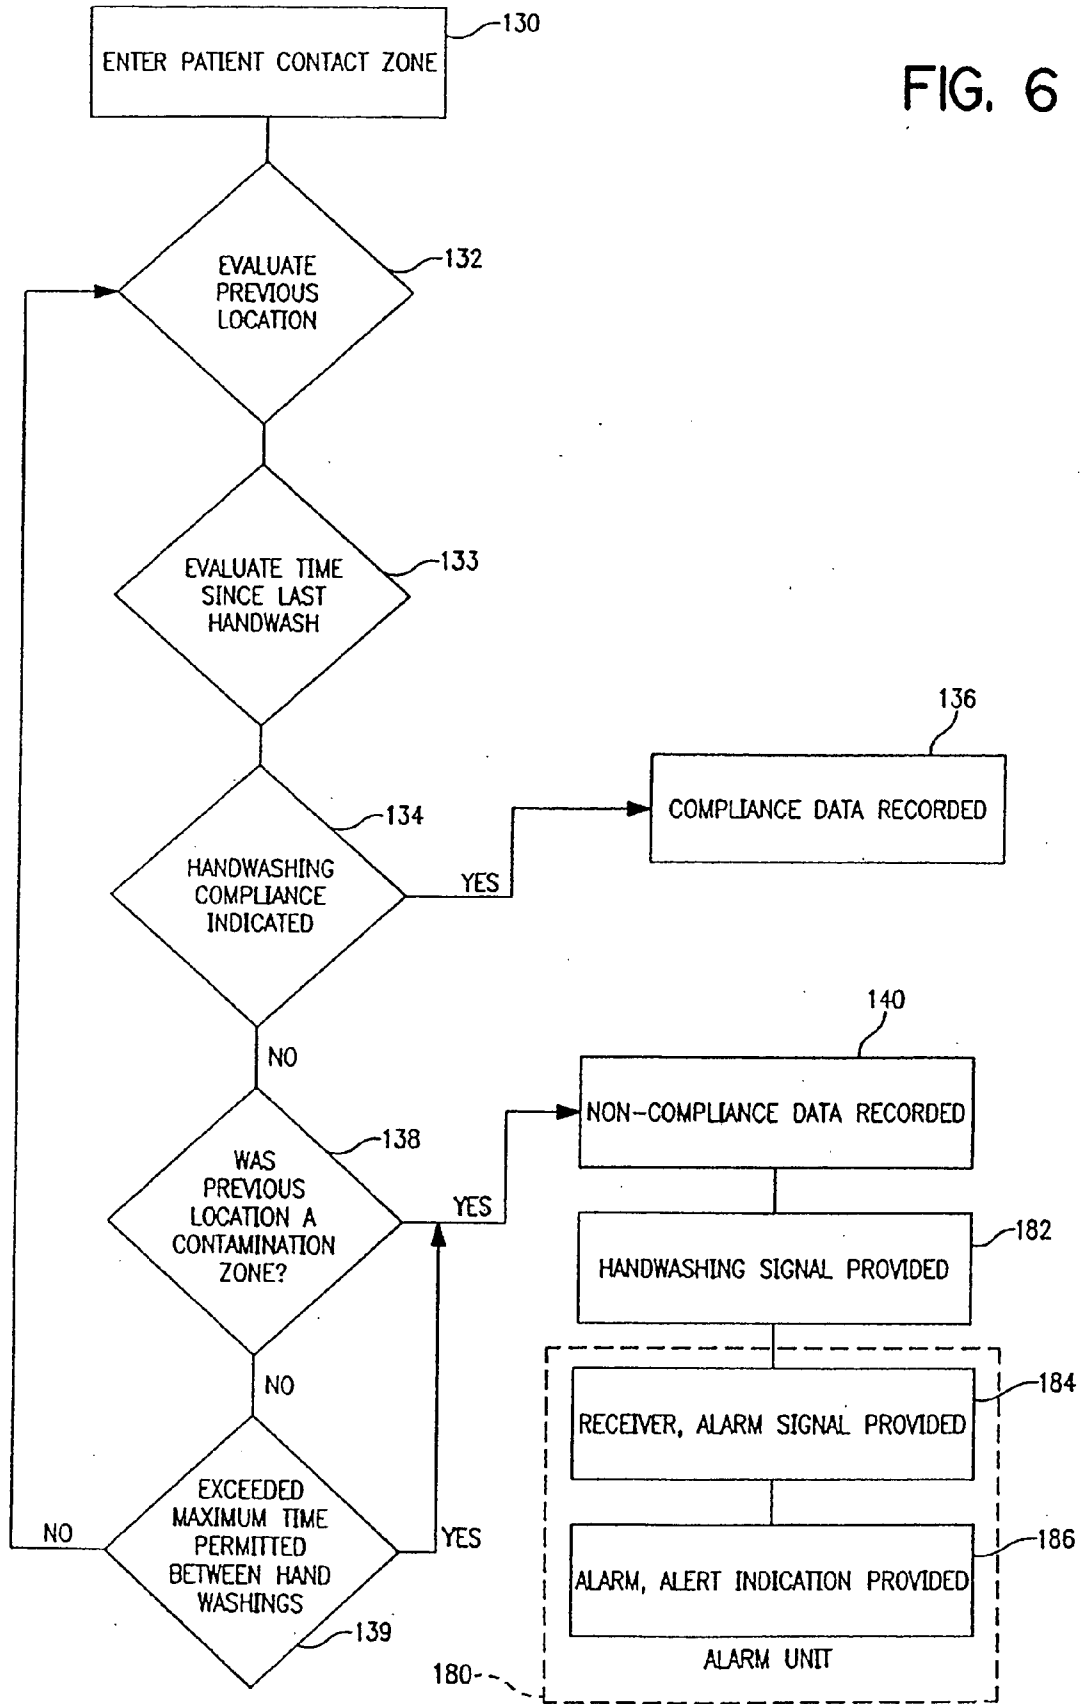 130
ENTER PATIENT CONTACT ZONE
FIG. 6
132
EVALUATE
PREVIOUS
LOCATION
133
EVALUATE TIME
SINCE LAST
HANDWASH
136
COMPLIANCE DATA RECORDED
134
HANDWASHING
COMPLIANCE
INDICATED
YES
NO
140
NON-COMPLIANCE DATA RECORDED
138
WAS
PREVIOUS
LOCATION A
CONTAMINATION
ZONE?
YES
182
HANDWASHING SIGNAL PROVIDED
NO
184
RECEIVER, ALARM SIGNAL PROVIDED
EXCEEDED
MAXIMUM TIME
PERMITTED
BETWEEN HAND
WASHINGS
NO
YES
139
186
ALARM, ALERT INDICATION PROVIDED
ALARM UNIT
180